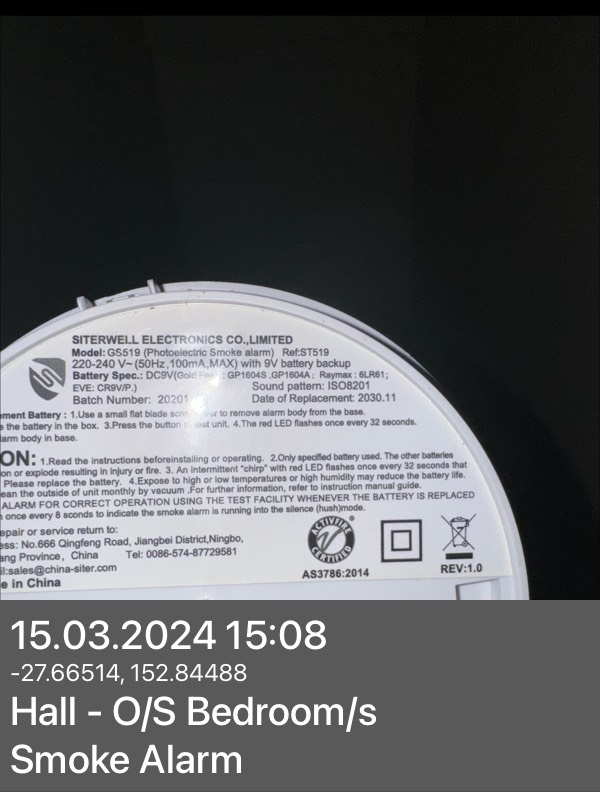 SITERWELL ELECTRONICS CO.,LIMITED
Model: GS519 (Photoelectric Smoke alarm) Ref:ST519
220-240 V~(50Hz,100mA,MAX) with 9V battery backup
Battery Spec.: DC9V(Gold : GP1604S ,GP1604A ; Raymax : 6LR61;
EVE: CR9V/P.) Sound pattern: ISO8201
Batch Number: 20201 Date of Replacement: 2030.11
ment Battery : 1.Use a small flat blade to remove alarm body from the base.
the battery in the box. 3.Press the button unit. 4.The red LED flashes once every 32 seconds.
arm body in base.
ON: 1.Read the instructions beforeinstalling or operating. 2.Only specified battery used. The other batteries
on or explode resulting in injury or fire. 3. An intermittent "chirp" with red LED flashes once every 32 seconds that
Please replace the battery. 4.Expose to high or low temperatures or high humidity may reduce the battery life.
ean the outside of unit monthly by vacuum .For further information, refer to instruction manual guide.
ALARM FOR CORRECT OPERATION USING THE TEST FACILITY WHENEVER THE BATTERY IS REPLACED
once every 8 seconds to indicate the smoke alarm is running into the silence (hush)mode.
epair or service return to:
ess: No.666 Qingfeng Road, Jiangbei District,Ningbo,
ang Province, China Tel: 0086-574-87729581
il:sales@china-siter.com
e in China
ACTIVFIRE
CERTIFIED
®
AS3786:2014
REV:1.0
15.03.2024 15:08
-27.66514, 152.84488
Hall - O/S Bedroom/s
Smoke Alarm